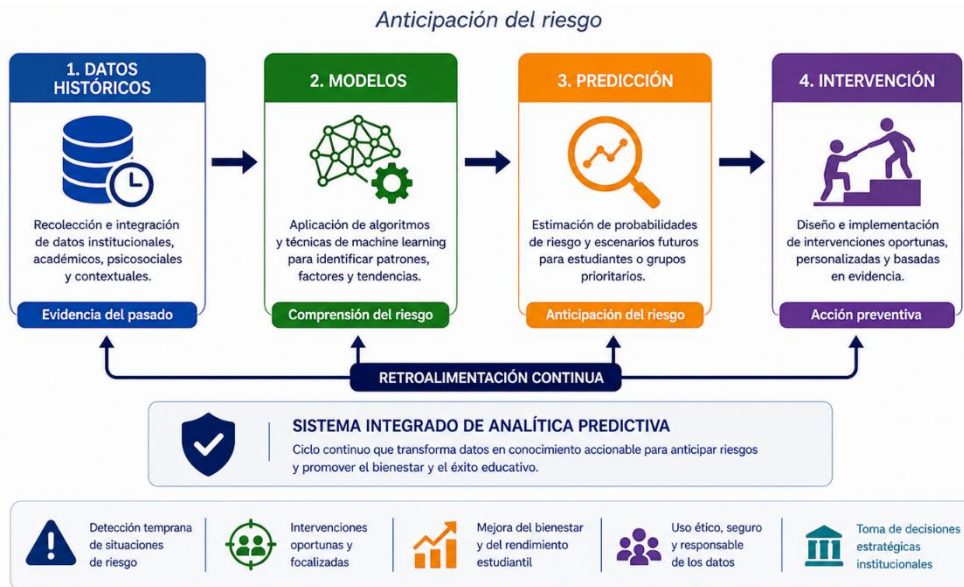 Anticipación del riesgo
1. DATOS
HISTÓRICOS
Recolección e integración
de datos institucionales,
académicos, psicosociales
y contextuales.
Evidencia del pasado
2. MODELOS
Aplicación de algoritmos
y técnicas de machine learning
para identificar patrones,
factores y tendencias.
Comprensión del riesgo
3. PREDICCIÓN
Estimación de probabilidades
de riesgo y escenarios futuros
para estudiantes o grupos
prioritarios.
Anticipación del riesgo
4. INTERVENCIÓN
Diseño e implementación
de intervenciones oportunas,
personalizadas y basadas
en evidencia.
Acción preventiva
RETROALIMENTACIÓN CONTINUA
SISTEMA INTEGRADO DE ANALÍTICA PREDICTIVA
Ciclo continuo que transforma datos en conocimiento accionable para anticipar riesgos
y promover el bienestar y el éxito educativo.
Detección temprana
de situaciones
de riesgo
Intervenciones
oportunas y
focalizadas
Mejora del bienestar
y del rendimiento
estudiantil
Uso ético, seguro
y responsable
de los datos
Toma de decisiones
estratégicas
institucionales